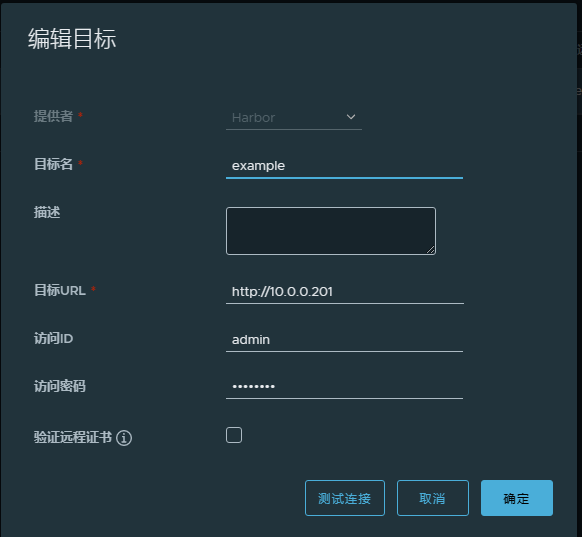 编辑目标
提供者 * Harbor
目标名 * example
描述
目标URL * http://10.0.0.201
访问ID admin
访问密码 ••••••••
验证远程证书
测试连接 取消 确定